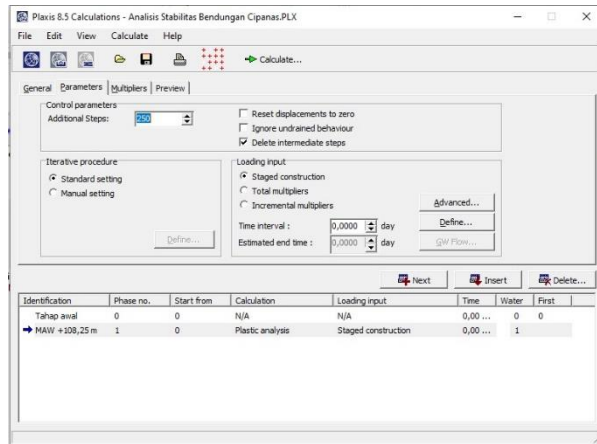 Plaxis 8.5 Calculations - Analisis Stabilitas Bendungan Cipanas.PLX
File Edit View Calculate Help
Calculate...
General Parameters Multipliers Preview
Control parameters
Additional Steps: 250
Reset displacements to zero
Ignore undrained behaviour
Delete intermediate steps
Iterative procedure
Standard setting
Manual setting
Define...
Loading input
Staged construction
Total multipliers
Incremental multipliers
Advanced...
Time interval : 0,0000 day
Define...
Estimated end time : 0,0000 day
GW Flow...
Next Insert Delete...
Identification Phase no. Start from Calculation Loading input Time Water First
Tahap awal 0 0 N/A N/A 0,00 ... 0 0
MAW +108,25 m 1 0 Plastic analysis Staged construction 0,00 ... 1